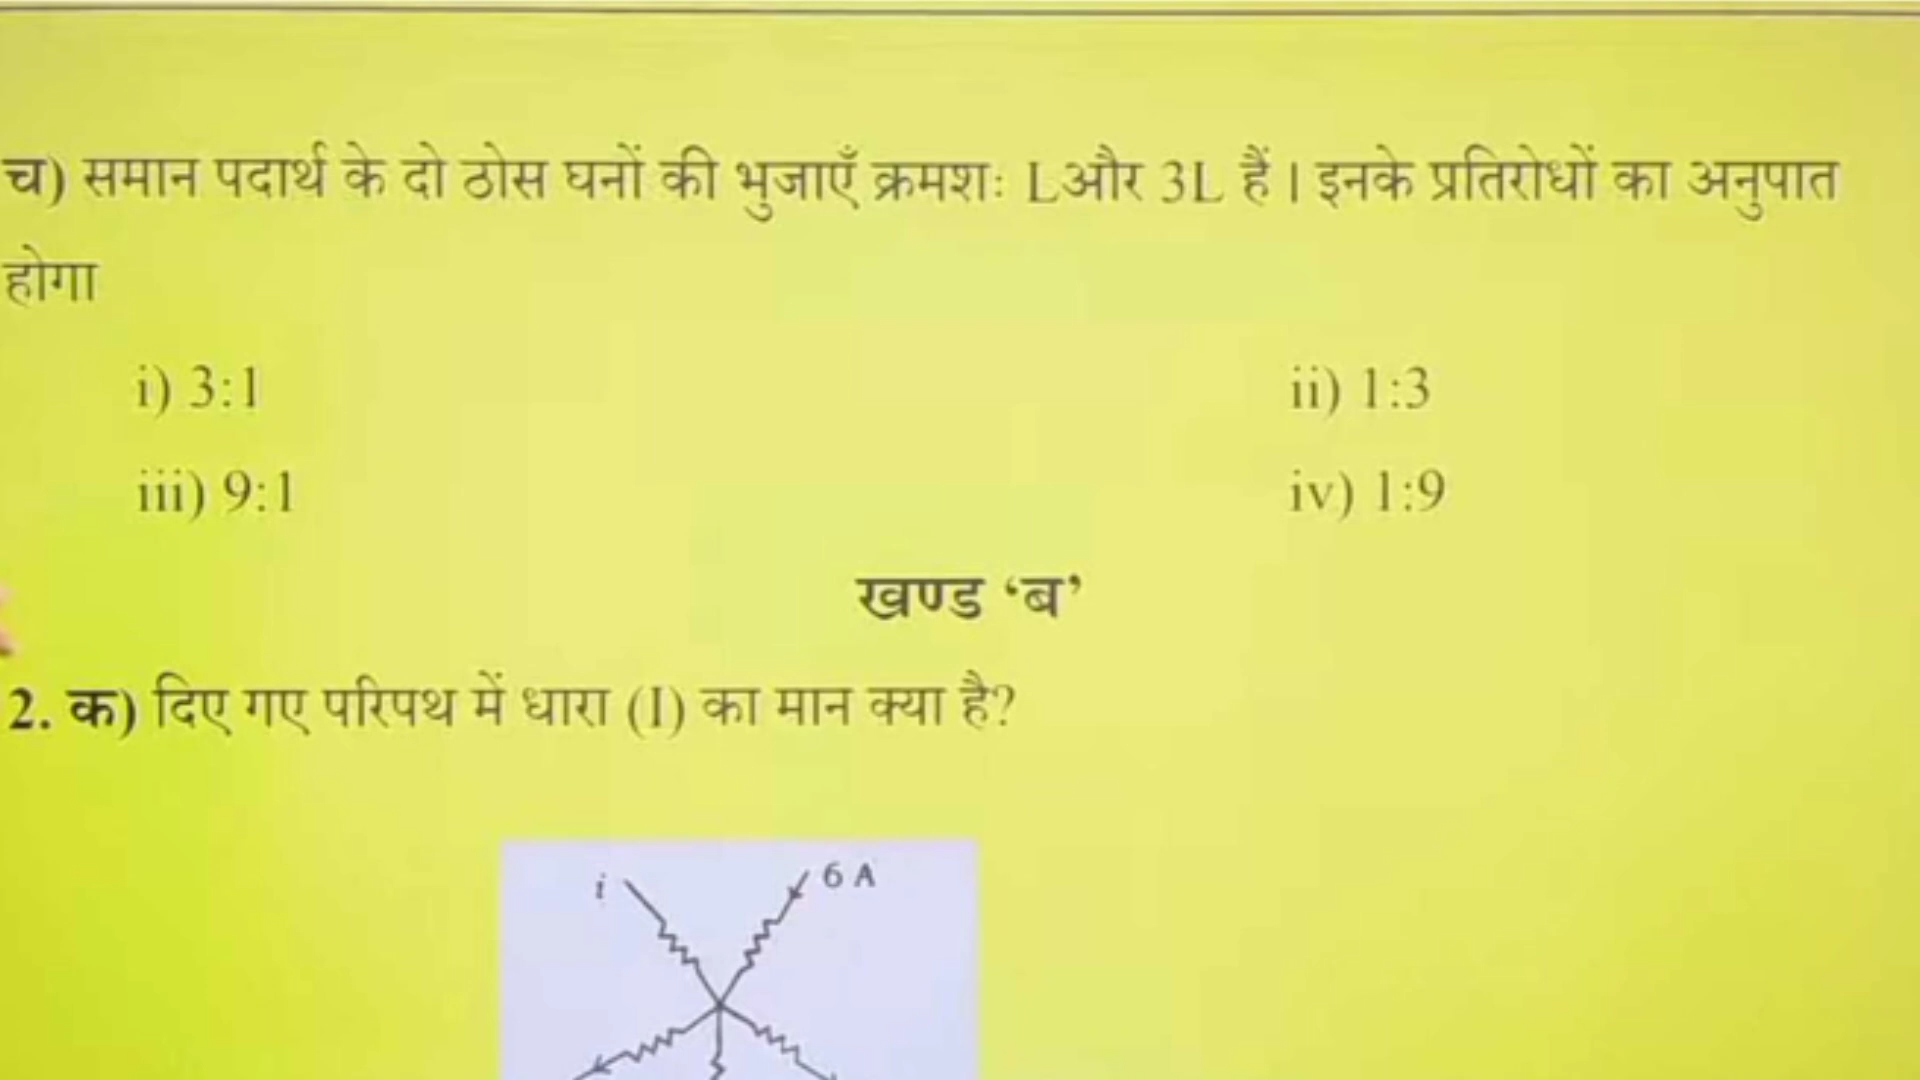 च) समान पदार्थ के दो ठोस घनों की भुजाएँ क्रमशः Lऔर 3L हैं। इनके प्रतिरोधों का अनुपात
होगा
i) 3:1 ii) 1:3
iii) 9:1 iv) 1:9
खण्ड ‘ब’
2. क) दिए गए परिपथ में धारा (I) का मान क्या है?
i 6 A